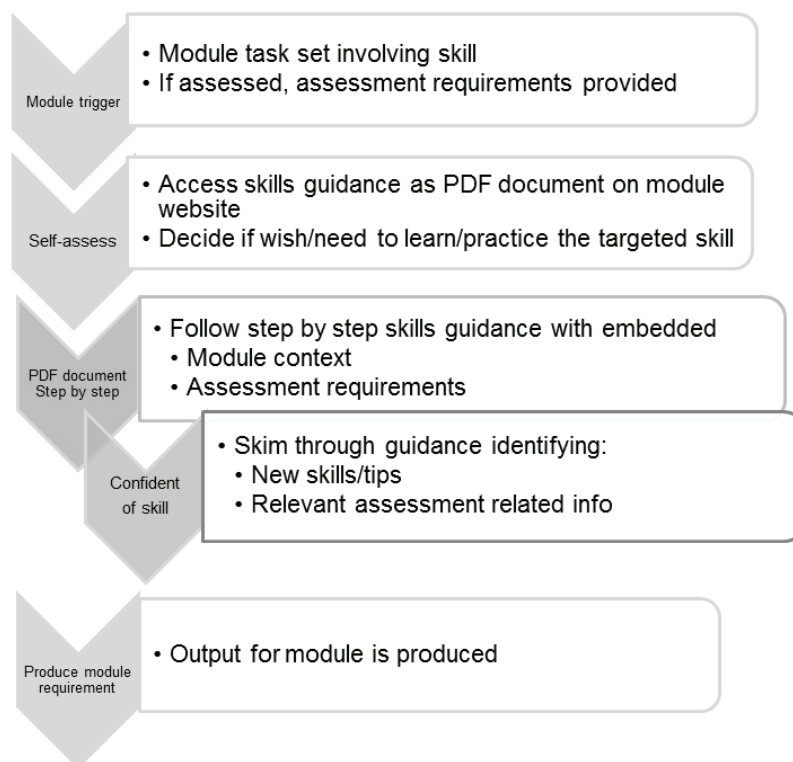 Module trigger
• Module task set involving skill
• If assessed, assessment requirements provided
Self-assess
• Access skills guidance as PDF document on module
website
• Decide if wish/need to learn/practice the targeted skill
PDF document
Step by step
• Follow step by step skills guidance with embedded
• Module context
• Assessment requirements
Confident
of skill
• Skim through guidance identifying:
• New skills/tips
• Relevant assessment related info
Produce module
requirement
• Output for module is produced